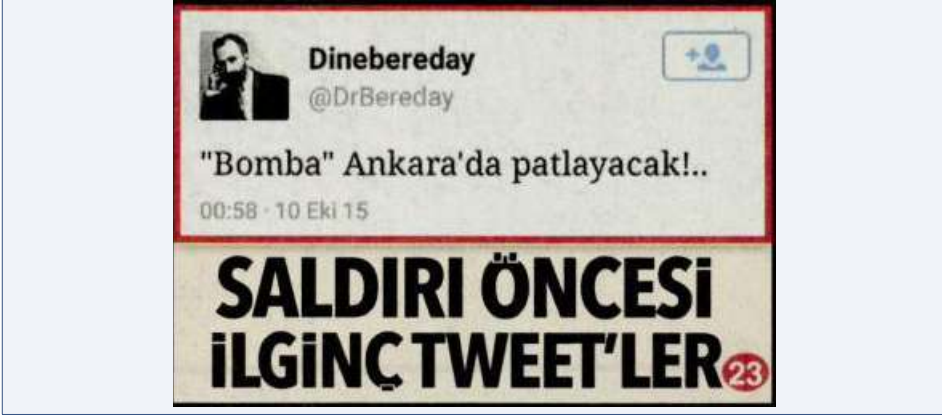 Dinebereday
@DrBereday
"Bomba" Ankara'da patlayacak!..
00:58 · 10 Eki 15
SALDIRI ÖNCESİ
İLGİNÇ TWEET'LER 23